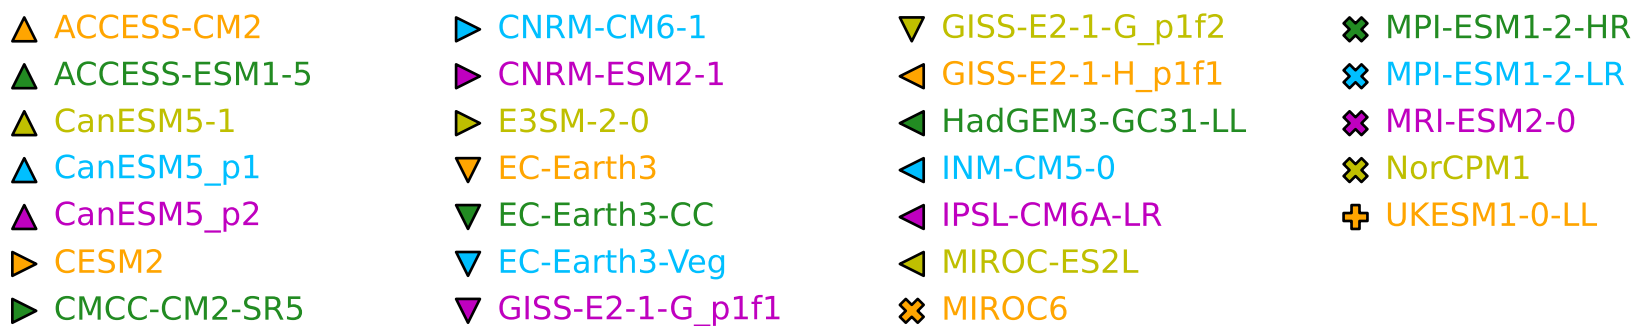 ACCESS-CM2
ACCESS-ESM1-5
CanESM5-1
CanESM5_p1
CanESM5_p2
CESM2
CMCC-CM2-SR5
CNRM-CM6-1
CNRM-ESM2-1
E3SM-2-0
EC-Earth3
EC-Earth3-CC
EC-Earth3-Veg
GISS-E2-1-G_p1f1
GISS-E2-1-G_p1f2
GISS-E2-1-H_p1f1
HadGEM3-GC31-LL
INM-CM5-0
IPSL-CM6A-LR
MIROC-ES2L
MIROC6
MPI-ESM1-2-HR
MPI-ESM1-2-LR
MRI-ESM2-0
NorCPM1
UKESM1-0-LL